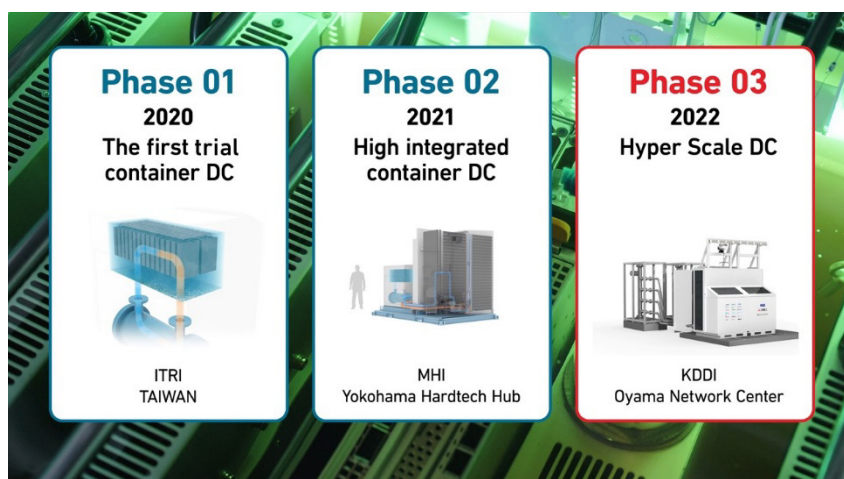 Phase 01
2020
The first trial
container DC
ITRI
TAIWAN
Phase 02
2021
High integrated
container DC
MHI
Yokohama Hardtech Hub
Phase 03
2022
Hyper Scale DC
KDDI
Oyama Network Center